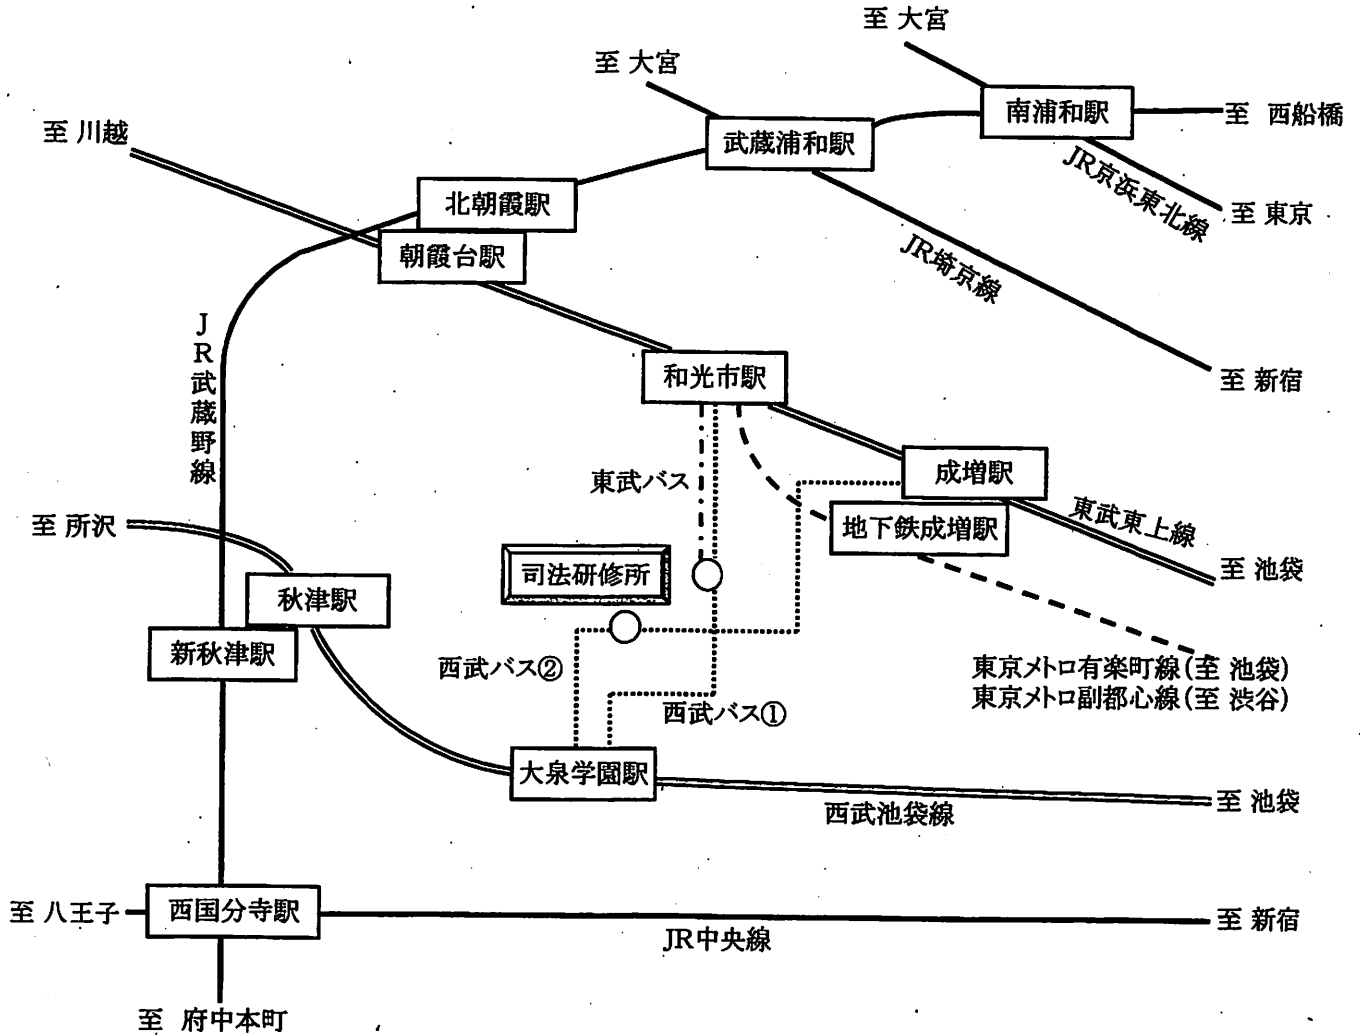 至 大宮
至 大宮
南浦和駅
至 西船橋
至 川越
武蔵浦和駅
JR京浜東北線
北朝霞駅
至 東京
朝霞台駅
JR埼京線
JR武蔵野線
和光市駅
至 新宿
成増駅
東武バス
東武東上線
至 所沢
地下鉄成増駅
司法研修所
至 池袋
秋津駅
新秋津駅
西武バス②
東京メトロ有楽町線(至 池袋)
東京メトロ副都心線(至 渋谷)
西武バス①
大泉学園駅
至 池袋
西武池袋線
至 八王子
西国分寺駅
至 新宿
JR中央線
至 府中本町